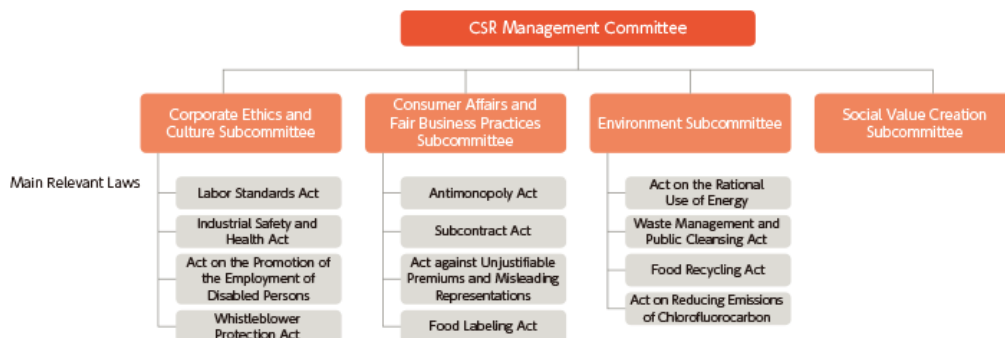 CSR Management Committee
Corporate Ethics and
Culture Subcommittee
Consumer Affairs and
Fair Business Practices
Subcommittee
Environment Subcommittee
Social Value Creation
Subcommittee
Main Relevant Laws
Labor Standards Act
Industrial Safety and
Health Act
Act on the Promotion of
the Employment of
Disabled Persons
Whistleblower
Protection Act
Antimonopoly Act
Subcontract Act
Act against Unjustifiable
Premiums and Misleading
Representations
Food Labeling Act
Act on the Rational
Use of Energy
Waste Management and
Public Cleansing Act
Food Recycling Act
Act on Reducing Emissions
of Chlorofluorocarbon